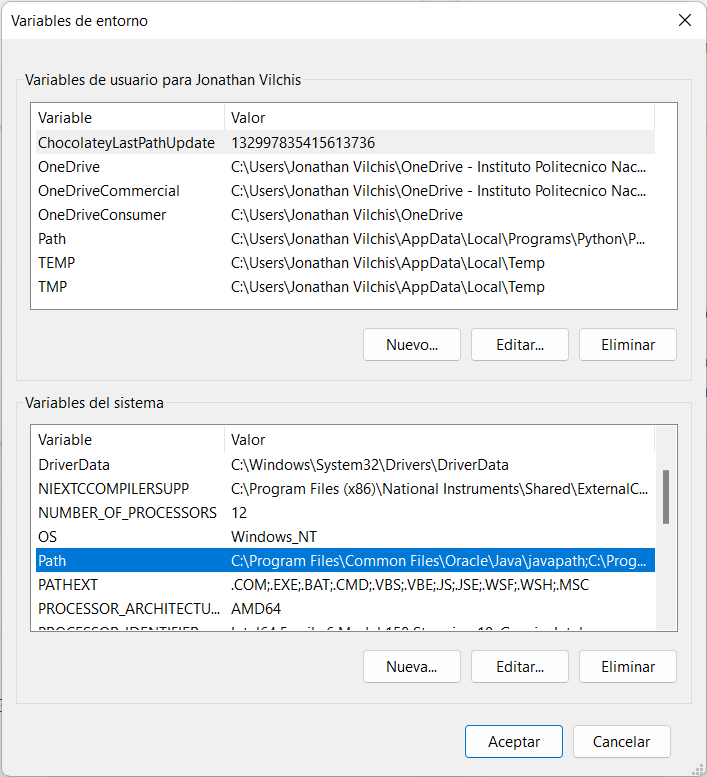 Variables de entorno
Variables de usuario para Jonathan Vilchis
Variable Valor
ChocolateyLastPathUpdate 132997835415613736
OneDrive C:\Users\Jonathan Vilchis\OneDrive - Instituto Politecnico Nac...
OneDriveCommercial C:\Users\Jonathan Vilchis\OneDrive - Instituto Politecnico Nac...
OneDriveConsumer C:\Users\Jonathan Vilchis\OneDrive
Path C:\Users\Jonathan Vilchis\AppData\Local\Programs\Python\P...
TEMP C:\Users\Jonathan Vilchis\AppData\Local\Temp
TMP C:\Users\Jonathan Vilchis\AppData\Local\Temp
Nuevo... Editar... Eliminar
Variables del sistema
Variable Valor
DriverData C:\Windows\System32\Drivers\DriverData
NIEXTCCOMPILERSUPP C:\Program Files (x86)\National Instruments\Shared\ExternalC...
NUMBER_OF_PROCESSORS 12
OS Windows_NT
Path C:\Program Files\Common Files\Oracle\Java\javapath;C:\Prog...
PATHEXT .COM;.EXE;.BAT;.CMD;.VBS;.VBE;.JS;.JSE;.WSF;.WSH;.MSC
PROCESSOR_ARCHITECTU... AMD64
PROCESSOR_IDENTIFIER Intel64 Family 6 Model
Nueva... Editar... Eliminar
Aceptar Cancelar